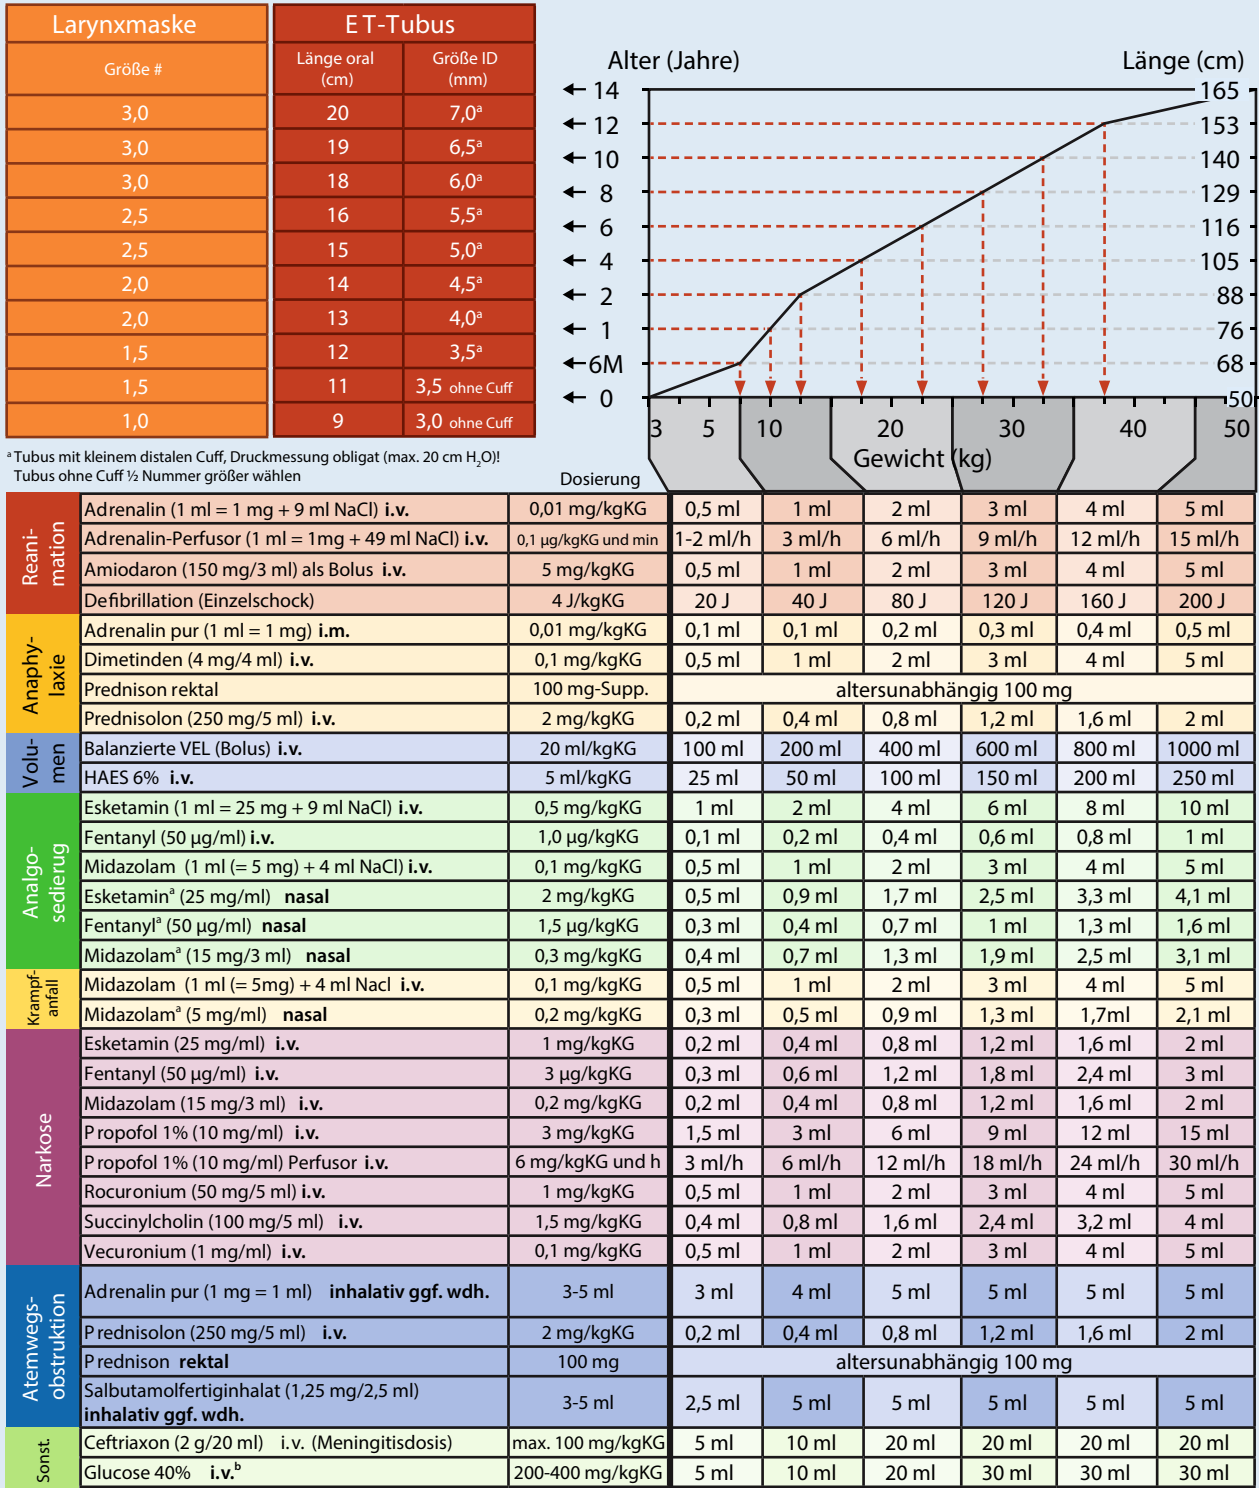 Larynxmaske
Größe #
3,0
3,0
3,0
2,5
2,5
2,0
2,0
1,5
1,5
1,0
ET-Tubus
Länge oral (cm) Größe ID (mm)
20 7,0ᵃ
19 6,5ᵃ
18 6,0ᵃ
16 5,5ᵃ
15 5,0ᵃ
14 4,5ᵃ
13 4,0ᵃ
12 3,5ᵃ
11 3,5 ohne Cuff
9 3,0 ohne Cuff
ᵃ Tubus mit kleinem distalen Cuff, Druckmessung obligat (max. 20 cm H₂O)!
Tubus ohne Cuff ½ Nummer größer wählen
Alter (Jahre) Länge (cm)
14 165
12 153
10 140
8 129
6 116
4 105
2 88
1 76
6M 68
0 50
3 5 10 20 30 40 50
Gewicht (kg)
Dosierung
Reani-
mation
Adrenalin (1 ml = 1 mg + 9 ml NaCl) i.v. 0,01 mg/kgKG 0,5 ml 1 ml 2 ml 3 ml 4 ml 5 ml
Adrenalin-Perfusor (1 ml = 1mg + 49 ml NaCl) i.v. 0,1 µg/kgKG und min 1-2 ml/h 3 ml/h 6 ml/h 9 ml/h 12 ml/h 15 ml/h
Amiodaron (150 mg/3 ml) als Bolus i.v. 5 mg/kgKG 0,5 ml 1 ml 2 ml 3 ml 4 ml 5 ml
Defibrillation (Einzelschock) 4 J/kgKG 20 J 40 J 80 J 120 J 160 J 200 J
Anaphy-
laxie
Adrenalin pur (1 ml = 1 mg) i.m. 0,01 mg/kgKG 0,1 ml 0,1 ml 0,2 ml 0,3 ml 0,4 ml 0,5 ml
Dimetinden (4 mg/4 ml) i.v. 0,1 mg/kgKG 0,5 ml 1 ml 2 ml 3 ml 4 ml 5 ml
Prednison rektal 100 mg-Supp. altersunabhängig 100 mg
Prednisolon (250 mg/5 ml) i.v. 2 mg/kgKG 0,2 ml 0,4 ml 0,8 ml 1,2 ml 1,6 ml 2 ml
Volu-
men
Balanzierte VEL (Bolus) i.v. 20 ml/kgKG 100 ml 200 ml 400 ml 600 ml 800 ml 1000 ml
HAES 6% i.v. 5 ml/kgKG 25 ml 50 ml 100 ml 150 ml 200 ml 250 ml
Analgo-
sedierug
Esketamin (1 ml = 25 mg + 9 ml NaCl) i.v. 0,5 mg/kgKG 1 ml 2 ml 4 ml 6 ml 8 ml 10 ml
Fentanyl (50 µg/ml) i.v. 1,0 µg/kgKG 0,1 ml 0,2 ml 0,4 ml 0,6 ml 0,8 ml 1 ml
Midazolam (1 ml (= 5 mg) + 4 ml NaCl) i.v. 0,1 mg/kgKG 0,5 ml 1 ml 2 ml 3 ml 4 ml 5 ml
Esketaminᵃ (25 mg/ml) nasal 2 mg/kgKG 0,5 ml 0,9 ml 1,7 ml 2,5 ml 3,3 ml 4,1 ml
Fentanylᵃ (50 µg/ml) nasal 1,5 µg/kgKG 0,3 ml 0,4 ml 0,7 ml 1 ml 1,3 ml 1,6 ml
Midazolamᵃ (15 mg/3 ml) nasal 0,3 mg/kgKG 0,4 ml 0,7 ml 1,3 ml 1,9 ml 2,5 ml 3,1 ml
Krampf-
anfall
Midazolam (1 ml (= 5mg) + 4 ml Nacl i.v. 0,1 mg/kgKG 0,5 ml 1 ml 2 ml 3 ml 4 ml 5 ml
Midazolamᵃ (5 mg/ml) nasal 0,2 mg/kgKG 0,3 ml 0,5 ml 0,9 ml 1,3 ml 1,7ml 2,1 ml
Narkose
Esketamin (25 mg/ml) i.v. 1 mg/kgKG 0,2 ml 0,4 ml 0,8 ml 1,2 ml 1,6 ml 2 ml
Fentanyl (50 µg/ml) i.v. 3 µg/kgKG 0,3 ml 0,6 ml 1,2 ml 1,8 ml 2,4 ml 3 ml
Midazolam (15 mg/3 ml) i.v. 0,2 mg/kgKG 0,2 ml 0,4 ml 0,8 ml 1,2 ml 1,6 ml 2 ml
Propofol 1% (10 mg/ml) i.v. 3 mg/kgKG 1,5 ml 3 ml 6 ml 9 ml 12 ml 15 ml
Propofol 1% (10 mg/ml) Perfusor i.v. 6 mg/kgKG und h 3 ml/h 6 ml/h 12 ml/h 18 ml/h 24 ml/h 30 ml/h
Rocuronium (50 mg/5 ml) i.v. 1 mg/kgKG 0,5 ml 1 ml 2 ml 3 ml 4 ml 5 ml
Succinylcholin (100 mg/5 ml) i.v. 1,5 mg/kgKG 0,4 ml 0,8 ml 1,6 ml 2,4 ml 3,2 ml 4 ml
Vecuronium (1 mg/ml) i.v. 0,1 mg/kgKG 0,5 ml 1 ml 2 ml 3 ml 4 ml 5 ml
Atemwegs-
obstruktion
Adrenalin pur (1 mg = 1 ml) inhalativ ggf. wdh. 3-5 ml 3 ml 4 ml 5 ml 5 ml 5 ml 5 ml
Prednisolon (250 mg/5 ml) i.v. 2 mg/kgKG 0,2 ml 0,4 ml 0,8 ml 1,2 ml 1,6 ml 2 ml
Prednison rektal 100 mg altersunabhängig 100 mg
Salbutamolfertiginhalat (1,25 mg/2,5 ml)
inhalativ ggf. wdh. 3-5 ml 2,5 ml 5 ml 5 ml 5 ml 5 ml 5 ml
Sonst.
Ceftriaxon (2 g/20 ml) i.v. (Meningitisdosis) max. 100 mg/kgKG 5 ml 10 ml 20 ml 20 ml 20 ml 20 ml
Glucose 40% i.v.ᵇ 200-400 mg/kgKG 5 ml 10 ml 20 ml 30 ml 30 ml 30 ml